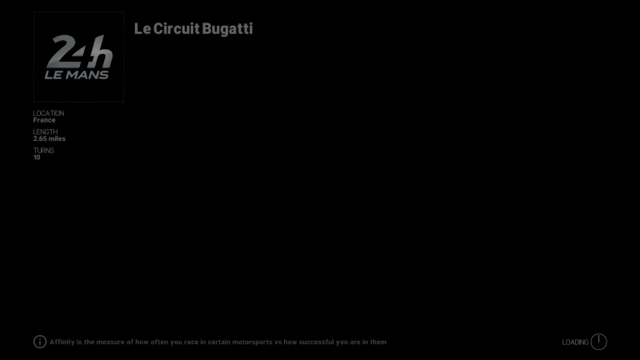 24h
LE MANS
Le Circuit Bugatti
LOCATION
France
LENGTH
2.65 miles
TURNS
10
Affinity is the measure of how often you race in certain motorsports vs how successful you are in them
LOADING